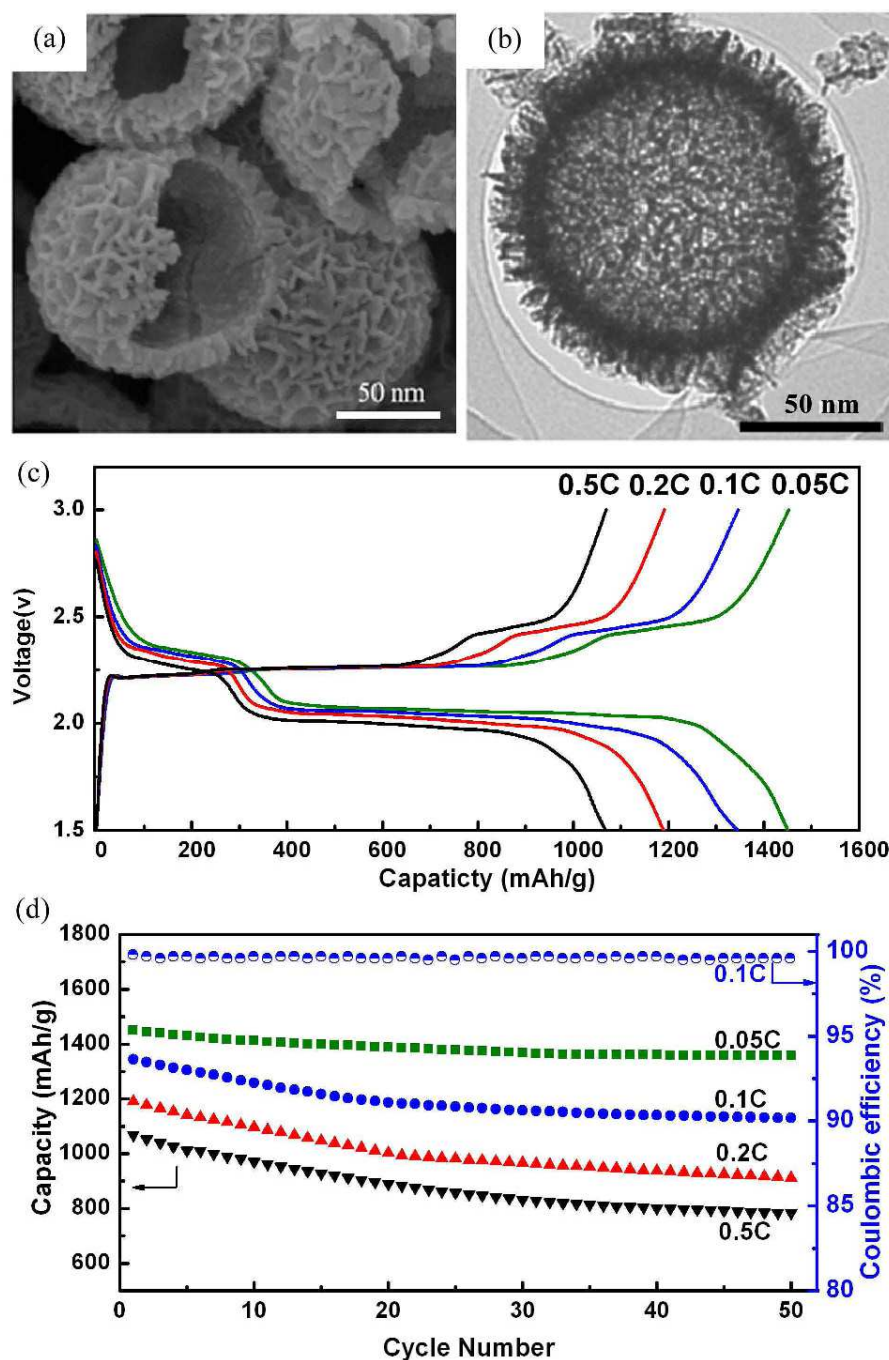 (a)
50 nm
(b)
50 nm
(c)
0.5C 0.2C 0.1C 0.05C
3.0
2.5
2.0
1.5
Voltage(v)
0 200 400 600 800 1000 1200 1400 1600
Capaticty (mAh/g)
(d)
1800
1600
1400
1200
1000
800
600
Capacity (mAh/g)
0.1C
0.05C
0.1C
0.2C
0.5C
100
95
90
85
80
Coulombic efficiency (%)
0 10 20 30 40 50
Cycle Number